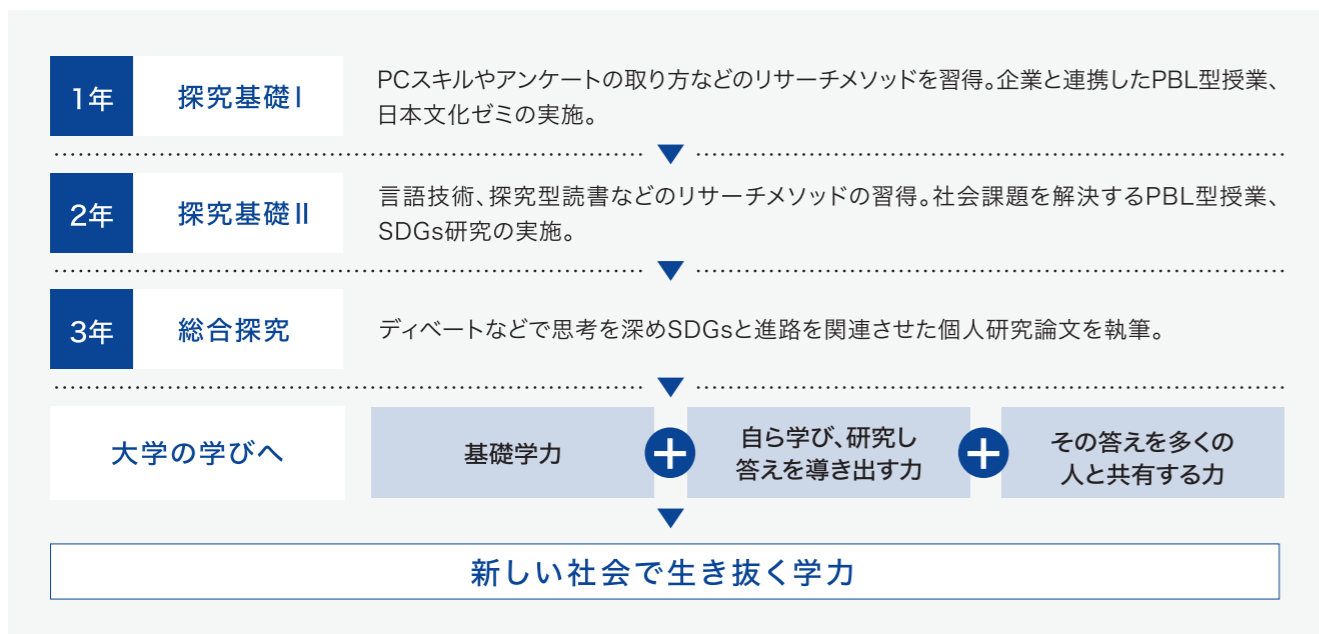 1年
探究基礎Ⅰ
PCスキルやアンケートの取り方などのリサーチメソッドを習得。企業と連携したPBL型授業、
日本文化ゼミの実施。
2年
探究基礎Ⅱ
言語技術、探究型読書などのリサーチメソッドの習得。社会課題を解決するPBL型授業、
SDGs研究の実施。
3年
総合探究
ディベートなどで思考を深めSDGsと進路を関連させた個人研究論文を執筆。
大学の学びへ
基礎学力
+
自ら学び、研究し
答えを導き出す力
+
その答えを多くの
人と共有する力
新しい社会で生き抜く学力